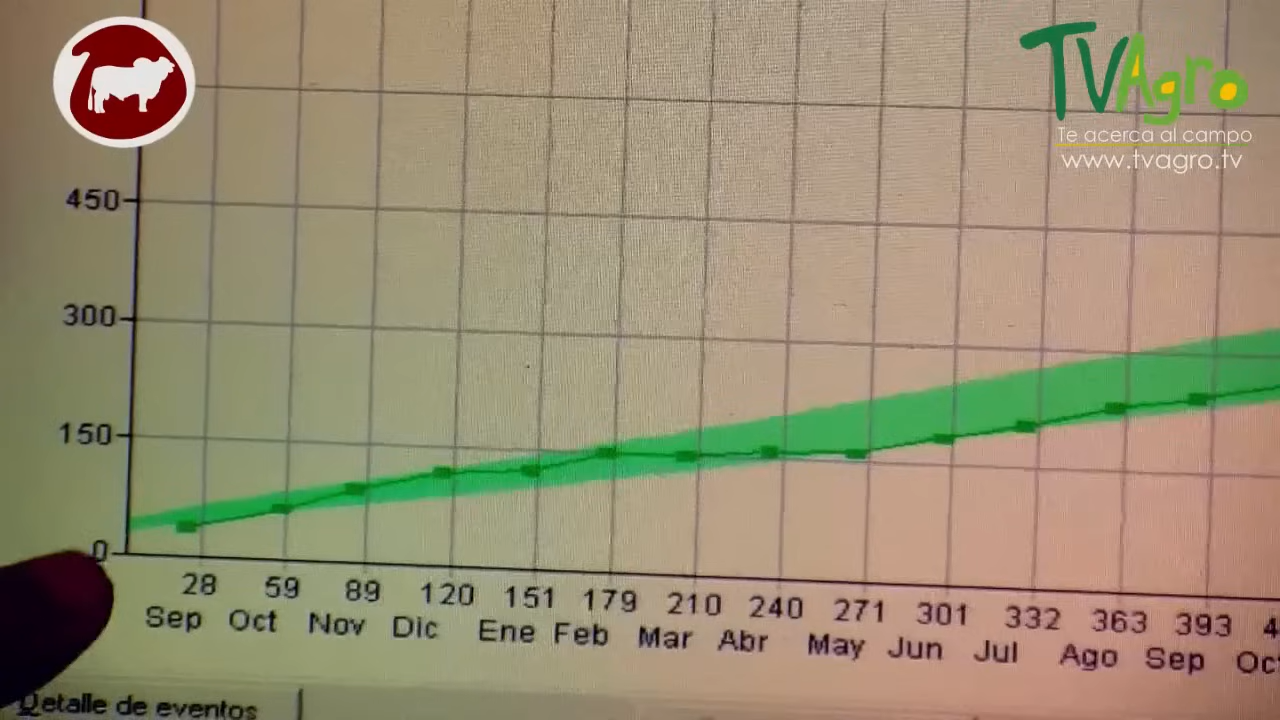 TVAgro
Te acerca al campo
www.tvagro.tv
450
300
150
0
28 59 89 120 151 179 210 240 271 301 332 363 393 4
Sep Oct Nov Dic Ene Feb Mar Abr May Jun Jul Ago Sep Oc
Detalle de eventos